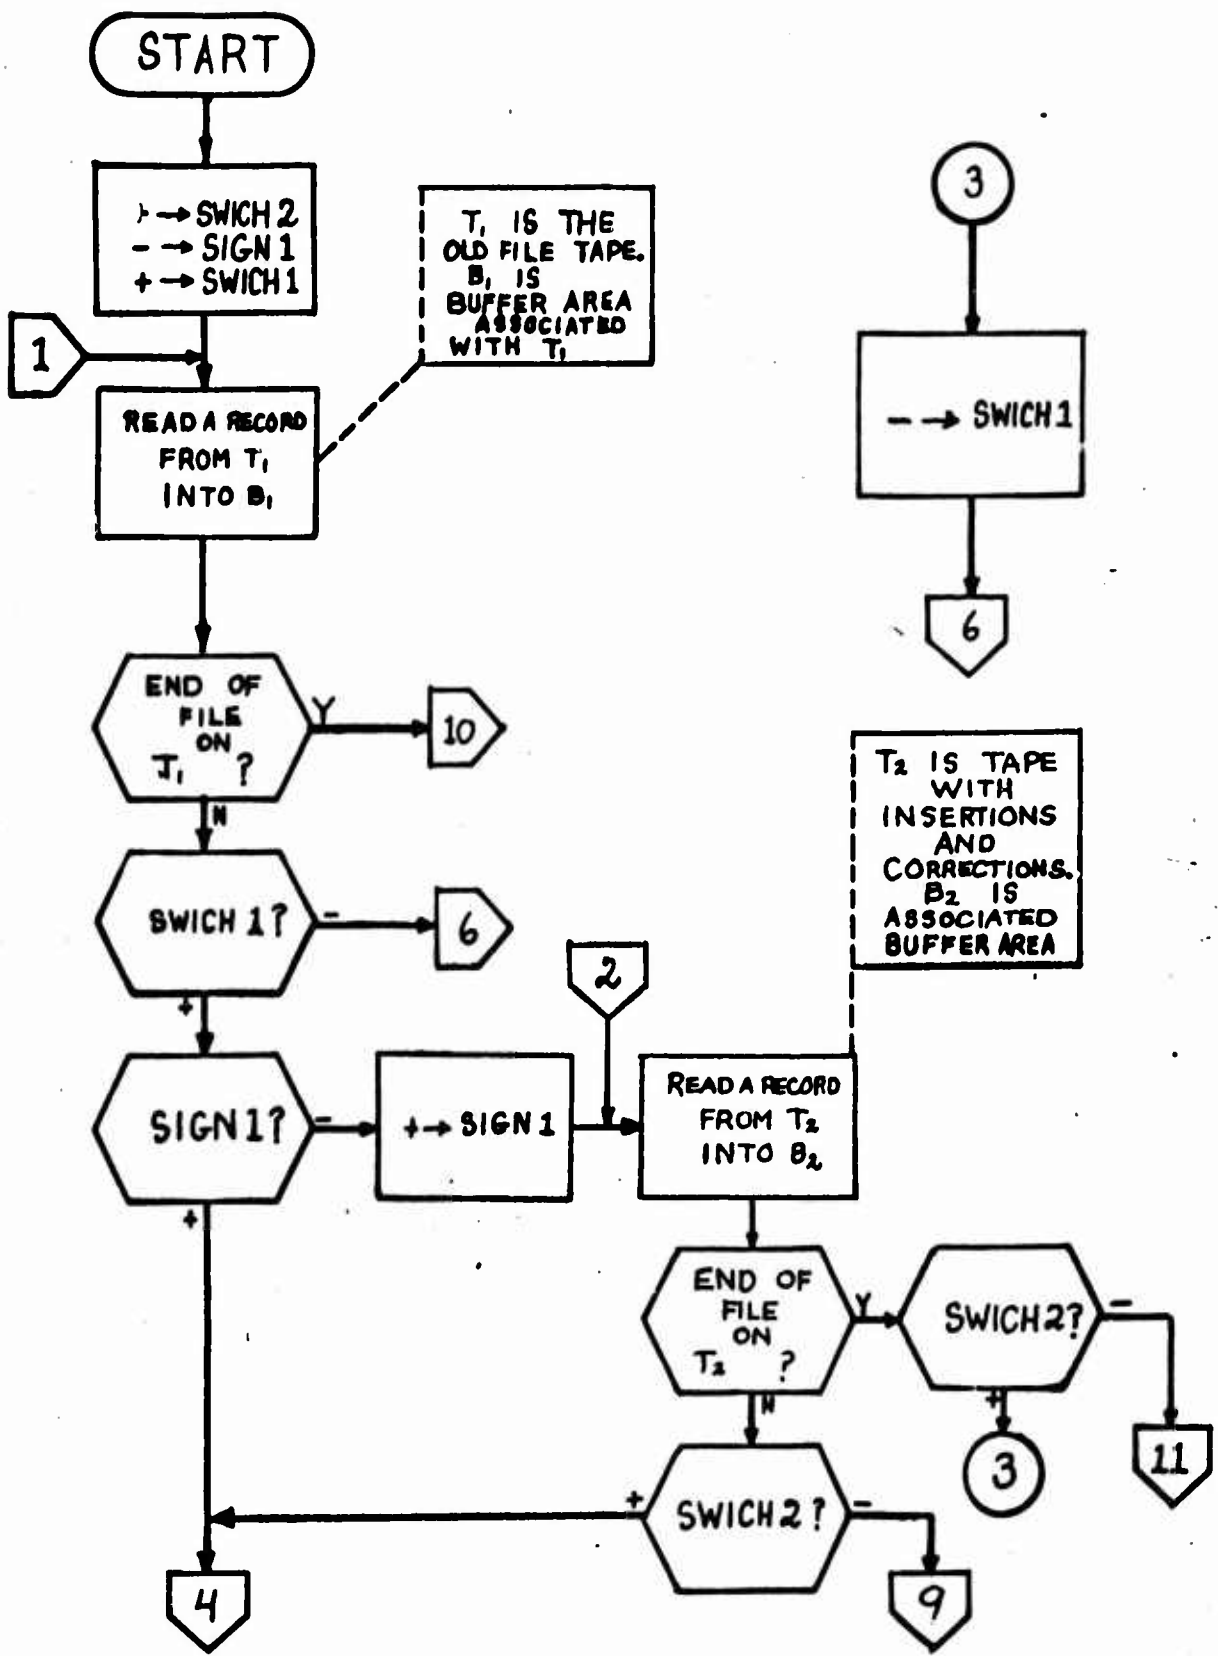 START
⊦ → SWICH 2
- → SIGN 1
+ → SWICH 1
T₁ IS THE
OLD FILE TAPE.
B₁ IS
BUFFER AREA
ASSOCIATED
WITH T₁
3
- → SWICH 1
6
1
READ A RECORD
FROM T₁
INTO B₁
END OF
FILE
ON
T₁ ?
Y
10
N
SWICH 1?
-
6
+
T₂ IS TAPE
WITH
INSERTIONS
AND
CORRECTIONS.
B₂ IS
ASSOCIATED
BUFFER AREA
2
SIGN 1?
-
+ → SIGN 1
READ A RECORD
FROM T₂
INTO B₂
+
END OF
FILE
ON
T₂ ?
Y
SWICH 2?
-
N
+
3
11
SWICH 2?
+
-
4
9